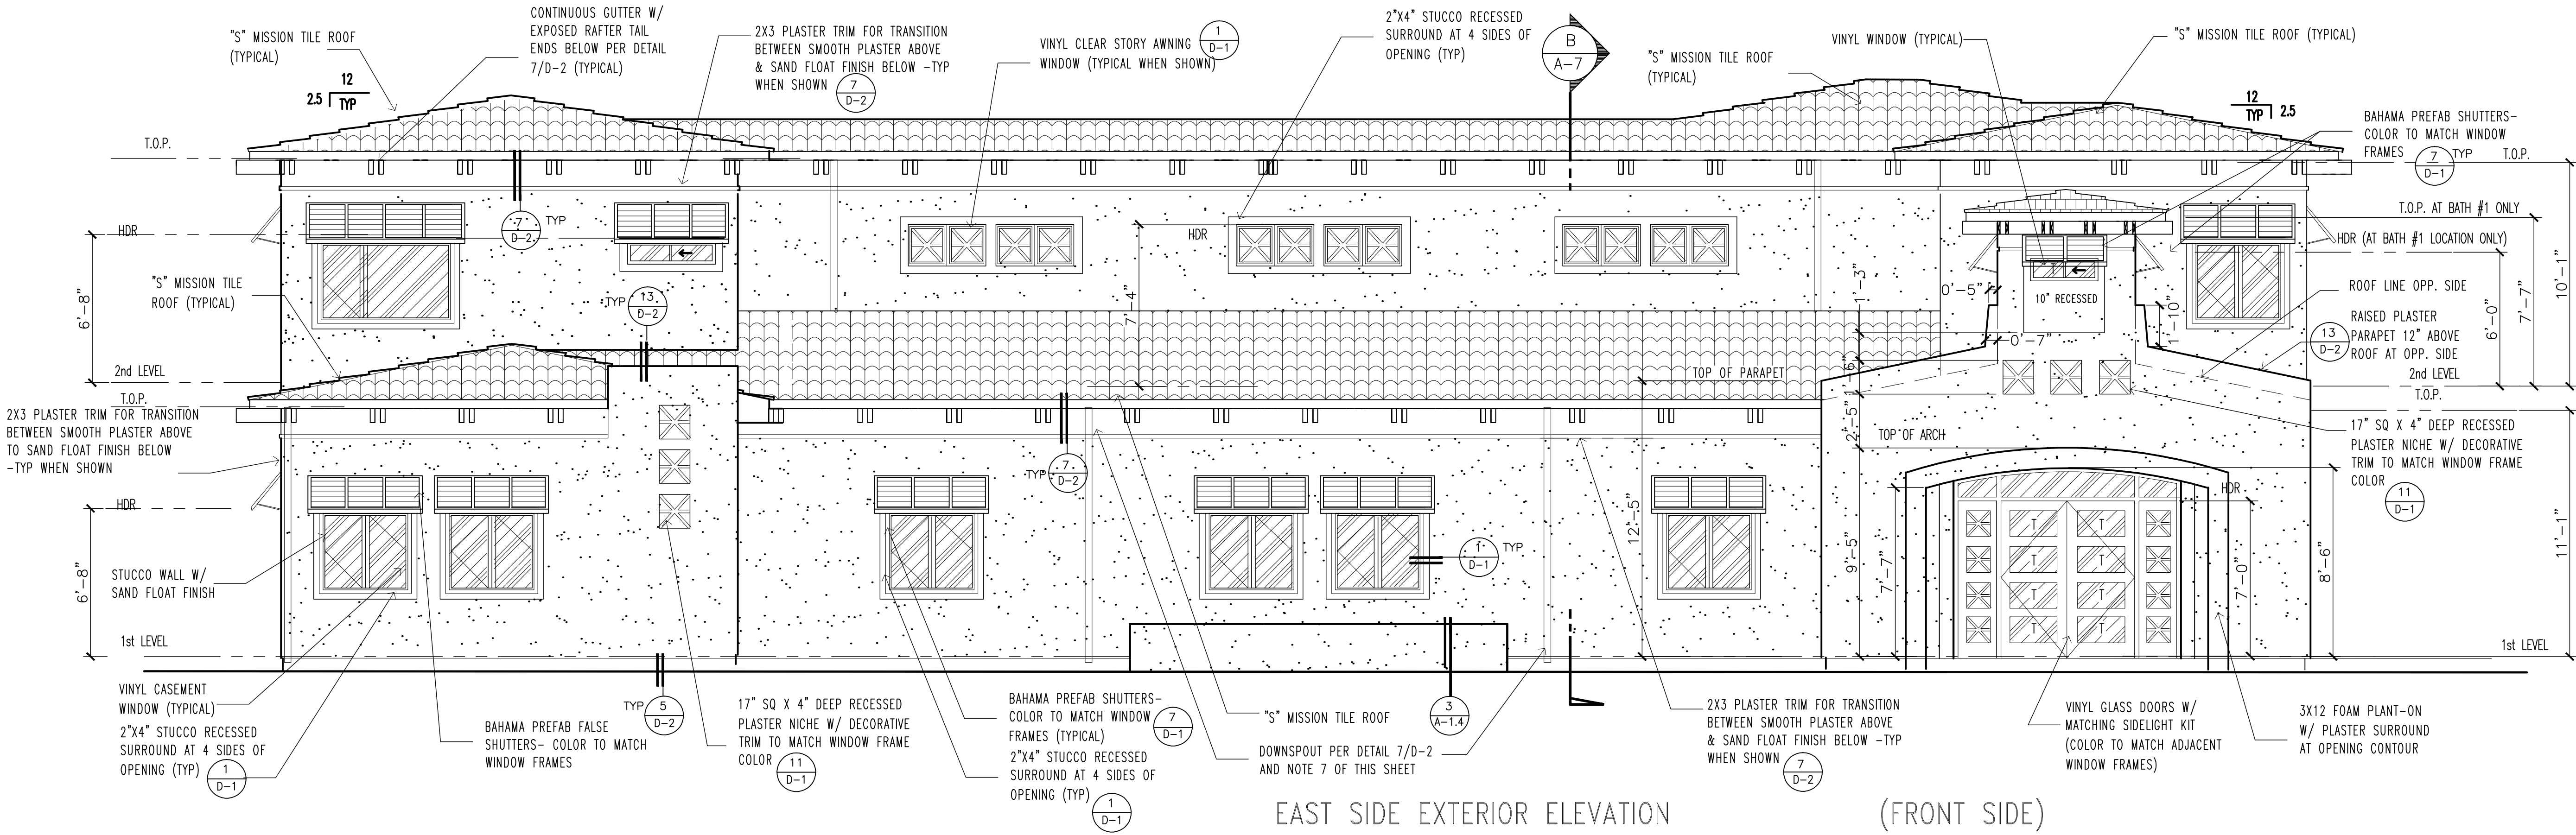 "S" MISSION TILE ROOF
(TYPICAL)
12
2.5
TYP
CONTINUOUS GUTTER W/
EXPOSED RAFTER TAIL
ENDS BELOW PER DETAIL
7/D-2 (TYPICAL)
2X3 PLASTER TRIM FOR TRANSITION
BETWEEN SMOOTH PLASTER ABOVE
& SAND FLOAT FINISH BELOW -TYP
WHEN SHOWN
7
D-2
VINYL CLEAR STORY AWNING
WINDOW (TYPICAL WHEN SHOWN)
1
D-1
2"X4" STUCCO RECESSED
SURROUND AT 4 SIDES OF
OPENING (TYP)
B
A-7
"S" MISSION TILE ROOF
(TYPICAL)
VINYL WINDOW (TYPICAL)
"S" MISSION TILE ROOF (TYPICAL)
12
TYP
2.5
BAHAMA PREFAB SHUTTERS-
COLOR TO MATCH WINDOW
FRAMES
7
D-1
TYP
T.O.P.
T.O.P.
HDR
7
D-2
TYP
HDR
T.O.P. AT BATH #1 ONLY
HDR (AT BATH #1 LOCATION ONLY)
6'-8"
"S" MISSION TILE
ROOF (TYPICAL)
TYP
13
D-2
7'-4"
1'-3"
0'-5"
10" RECESSED
1'-10"
0'-7"
ROOF LINE OPP. SIDE
13
D-2
RAISED PLASTER
PARAPET 12" ABOVE
ROOF AT OPP. SIDE
6'-0"
7'-7"
10'-1"
2nd LEVEL
T.O.P.
TOP OF PARAPET
1'-6"
2'-5"
2nd LEVEL
T.O.P.
2X3 PLASTER TRIM FOR TRANSITION
BETWEEN SMOOTH PLASTER ABOVE
TO SAND FLOAT FINISH BELOW
-TYP WHEN SHOWN
TOP OF ARCH
17" SQ X 4" DEEP RECESSED
PLASTER NICHE W/ DECORATIVE
TRIM TO MATCH WINDOW FRAME
COLOR
11
D-1
HDR
TYP
7
D-2
HDR
12'-5"
9'-5"
7'-7"
T
T
T
T
T
T
T
T
T
7'-0"
8'-6"
11'-1"
6'-8"
STUCCO WALL W/
SAND FLOAT FINISH
1
D-1
TYP
1st LEVEL
1st LEVEL
VINYL CASEMENT
WINDOW (TYPICAL)
2"X4" STUCCO RECESSED
SURROUND AT 4 SIDES OF
OPENING (TYP)
1
D-1
BAHAMA PREFAB FALSE
SHUTTERS- COLOR TO MATCH
WINDOW FRAMES
TYP
5
D-2
17" SQ X 4" DEEP RECESSED
PLASTER NICHE W/ DECORATIVE
TRIM TO MATCH WINDOW FRAME
COLOR
11
D-1
BAHAMA PREFAB SHUTTERS-
COLOR TO MATCH WINDOW
FRAMES (TYPICAL)
7
D-1
2"X4" STUCCO RECESSED
SURROUND AT 4 SIDES OF
OPENING (TYP)
1
D-1
"S" MISSION TILE ROOF
DOWNSPOUT PER DETAIL 7/D-2
AND NOTE 7 OF THIS SHEET
3
A-1.4
2X3 PLASTER TRIM FOR TRANSITION
BETWEEN SMOOTH PLASTER ABOVE
& SAND FLOAT FINISH BELOW -TYP
WHEN SHOWN
7
D-2
VINYL GLASS DOORS W/
MATCHING SIDELIGHT KIT
(COLOR TO MATCH ADJACENT
WINDOW FRAMES)
3X12 FOAM PLANT-ON
W/ PLASTER SURROUND
AT OPENING CONTOUR
EAST SIDE EXTERIOR ELEVATION (FRONT SIDE)